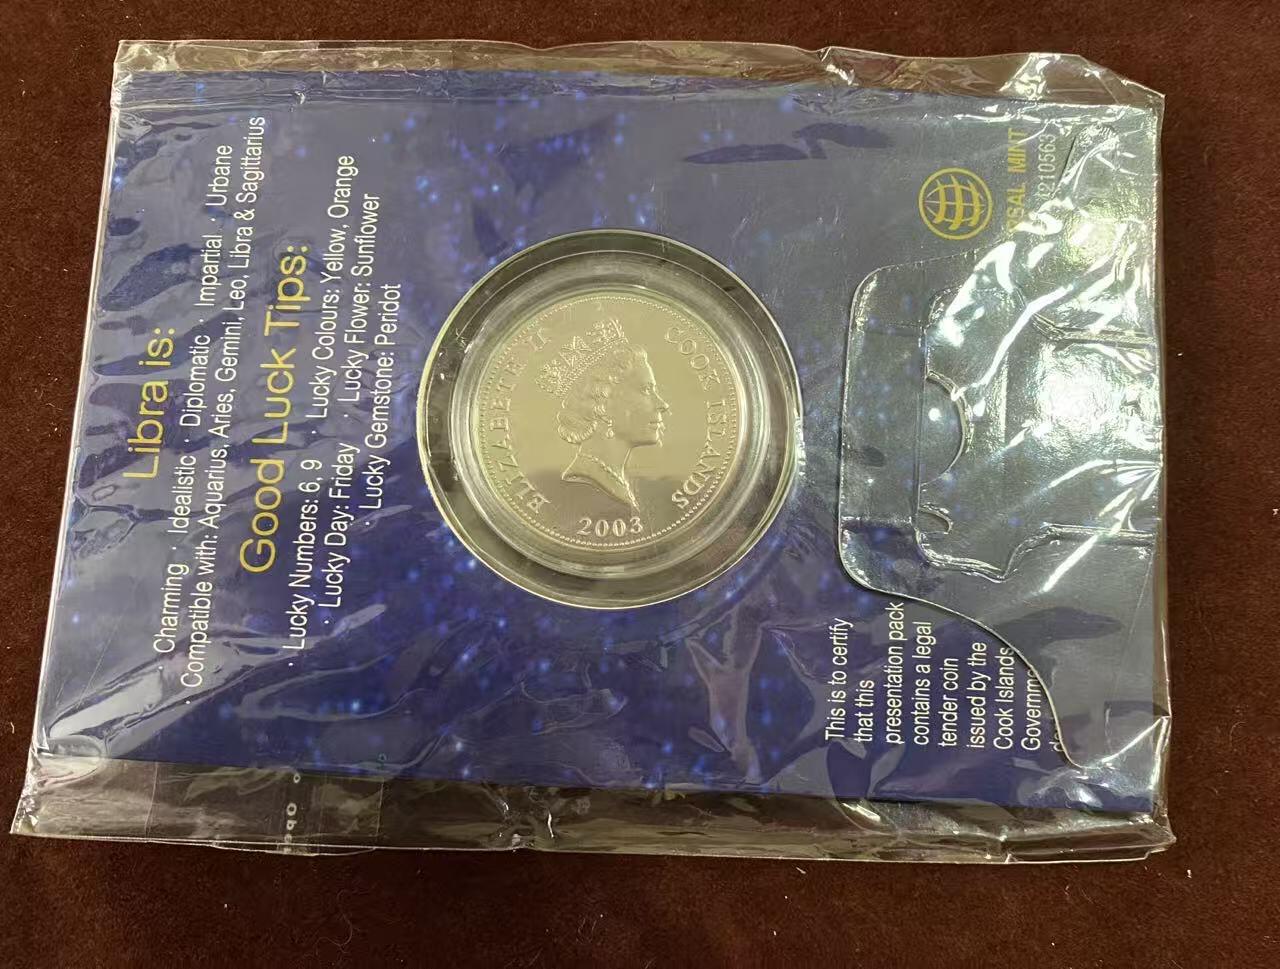 Libra is:
· Charming · Idealistic · Diplomatic · Impartial · Urbane
Compatible with: Aquarius, Aries, Gemini, Leo, Libra & Sagittarius
Good Luck Tips:
· Lucky Numbers: 6, 9 · Lucky Colours: Yellow, Orange
· Lucky Day: Friday · Lucky Flower: Sunflower
· Lucky Gemstone: Peridot
ELIZABETH II
COOK ISLANDS
2003
This is to certify
that this
presentation pack
contains a legal
tender coin
issued by the
Cook Islands
MINT